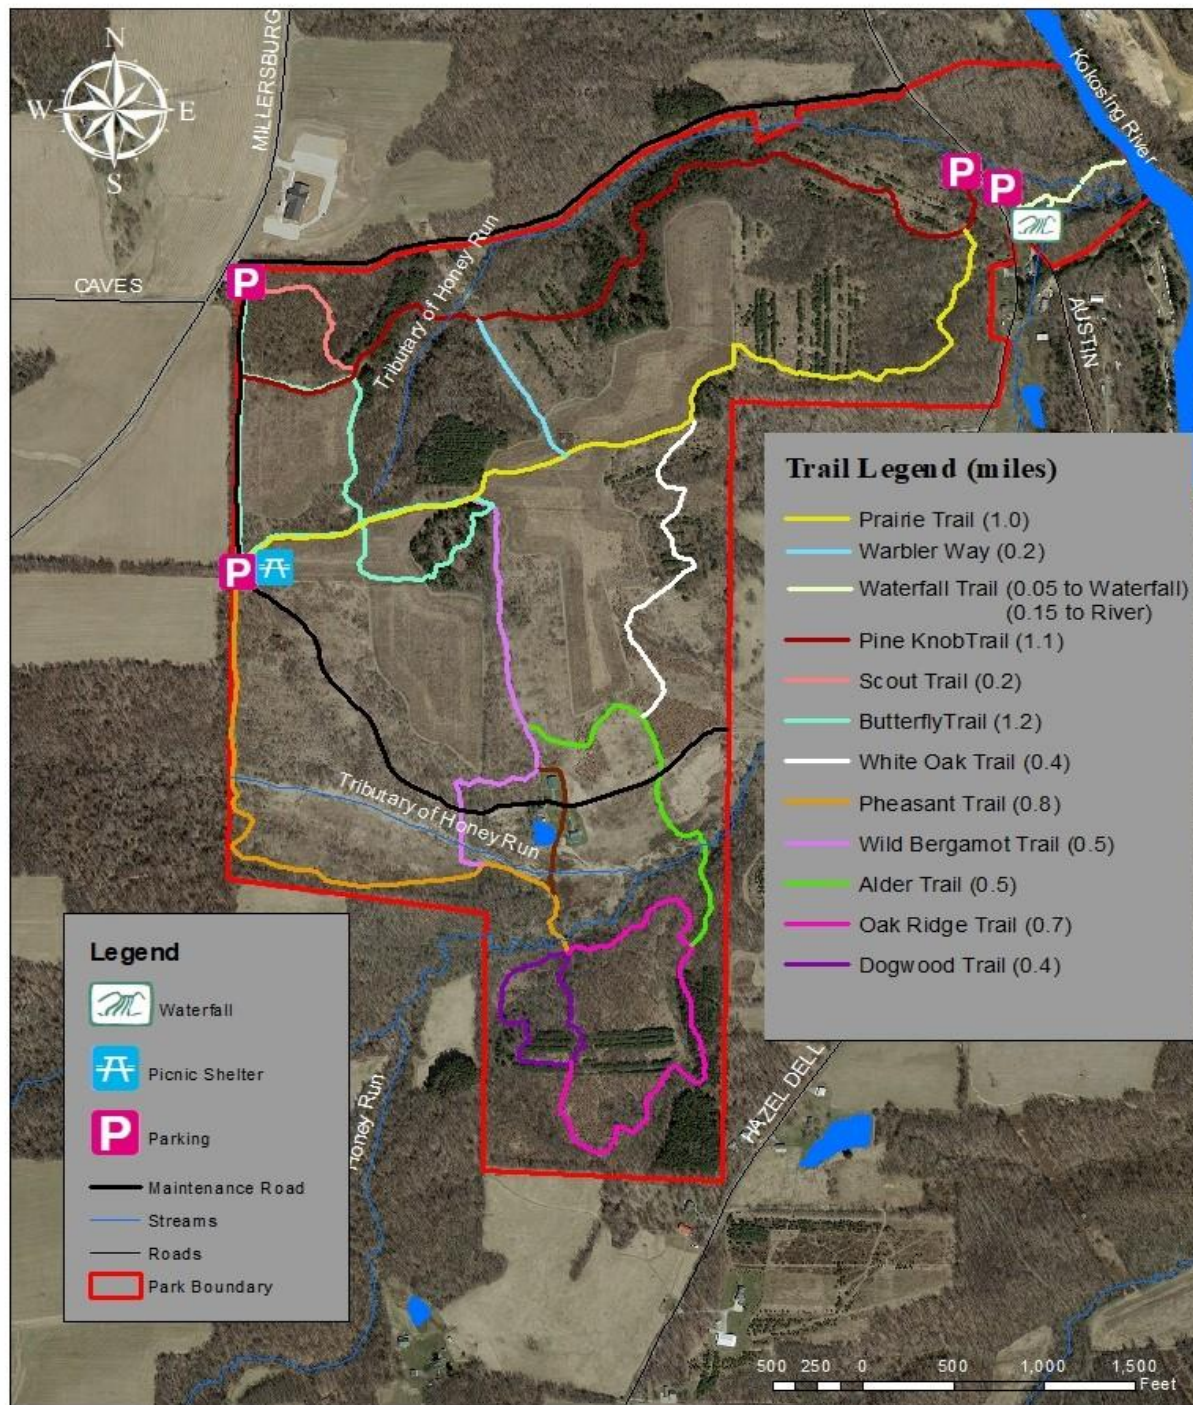 N
W E
S
MILLERSBURG
Kokosing River
P P
P
CAVES
Tributary of Honey Run
AUSTIN
P
Trail Legend (miles)
Prairie Trail (1.0)
Warbler Way (0.2)
Waterfall Trail (0.05 to Waterfall)
(0.15 to River)
Pine KnobTrail (1.1)
Scout Trail (0.2)
ButterflyTrail (1.2)
White Oak Trail (0.4)
Pheasant Trail (0.8)
Wild Bergamot Trail (0.5)
Alder Trail (0.5)
Oak Ridge Trail (0.7)
Dogwood Trail (0.4)
Tributary of Honey Run
Legend
Waterfall
Picnic Shelter
P Parking
Maintenance Road
Streams
Roads
Park Boundary
Honey Run
HAZEL DELL
500 250 0 500 1,000 1,500
Feet